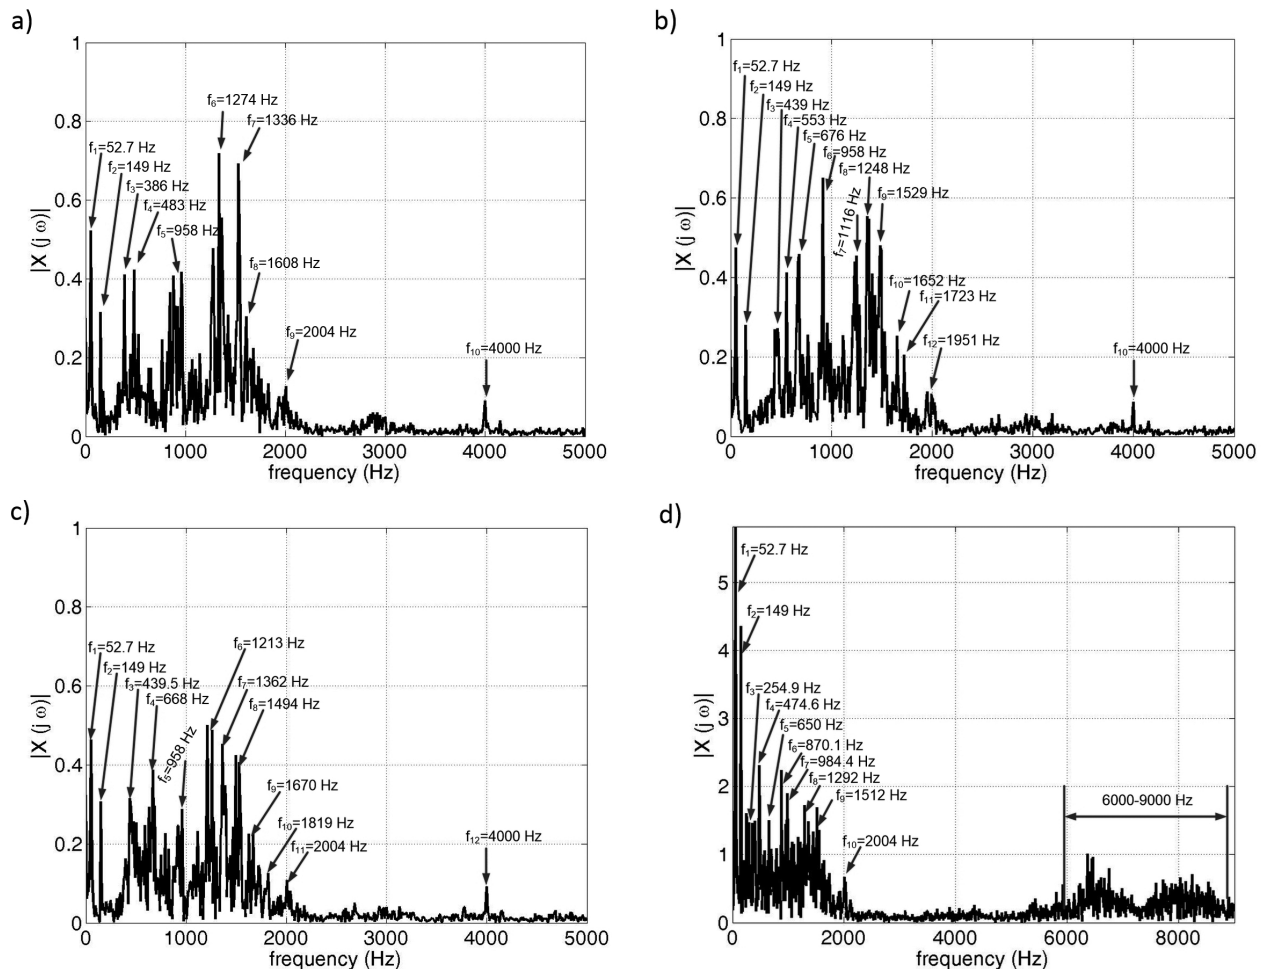 a)
1
0.8
0.6
0.4
0.2
0
|X (j ω)|
f₁=52.7 Hz
f₂=149 Hz
f₃=386 Hz
f₄=483 Hz
f₅=958 Hz
f₆=1274 Hz
f₇=1336 Hz
f₈=1608 Hz
f₉=2004 Hz
f₁₀=4000 Hz
0 1000 2000 3000 4000 5000
frequency (Hz)
b)
1
0.8
0.6
0.4
0.2
0
|X (j ω)|
f₁=52.7 Hz
f₂=149 Hz
f₃=439 Hz
f₄=553 Hz
f₅=676 Hz
f₆=958 Hz
f₈=1248 Hz
f₇=1116 Hz
f₉=1529 Hz
f₁₀=1652 Hz
f₁₁=1723 Hz
f₁₂=1951 Hz
f₁₀=4000 Hz
0 1000 2000 3000 4000 5000
frequency (Hz)
c)
1
0.8
0.6
0.4
0.2
0
|X (j ω)|
f₁=52.7 Hz
f₂=149 Hz
f₃=439.5 Hz
f₄=668 Hz
f₅=958 Hz
f₆=1213 Hz
f₇=1362 Hz
f₈=1494 Hz
f₉=1670 Hz
f₁₀=1819 Hz
f₁₁=2004 Hz
f₁₂=4000 Hz
0 1000 2000 3000 4000 5000
frequency (Hz)
d)
5
4
3
2
1
0
|X (j ω)|
f₁=52.7 Hz
f₂=149 Hz
f₃=254.9 Hz
f₄=474.6 Hz
f₅=650 Hz
f₆=870.1 Hz
f₇=984.4 Hz
f₈=1292 Hz
f₉=1512 Hz
f₁₀=2004 Hz
6000-9000 Hz
0 2000 4000 6000 8000
frequency (Hz)